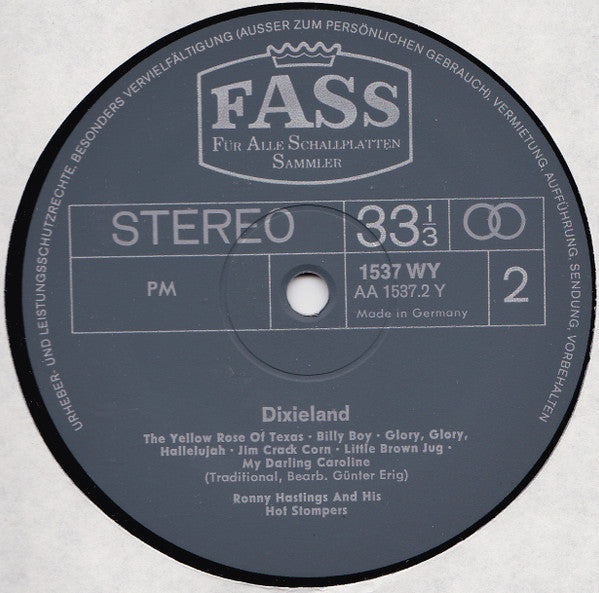 URHEBER- UND LEISTUNGSSCHUTZRECHTE, BESONDERS VERVIELFÄLTIGUNG (AUSSER ZUM PERSÖNLICHEN GEBRAUCH), VERMIETUNG, AUFFÜHRUNG, SENDUNG, VORBEHALTEN
FASS
FÜR ALLE SCHALLPLATTEN
SAMMLER
STEREO
33 1/3
PM
1537 WY
AA 1537.2 Y
Made in Germany
2
Dixieland
The Yellow Rose Of Texas · Billy Boy · Glory, Glory,
Hallelujah · Jim Crack Corn · Little Brown Jug ·
My Darling Caroline
(Traditional, Bearb. Günter Erig)
Ronny Hastings And His
Hot Stompers